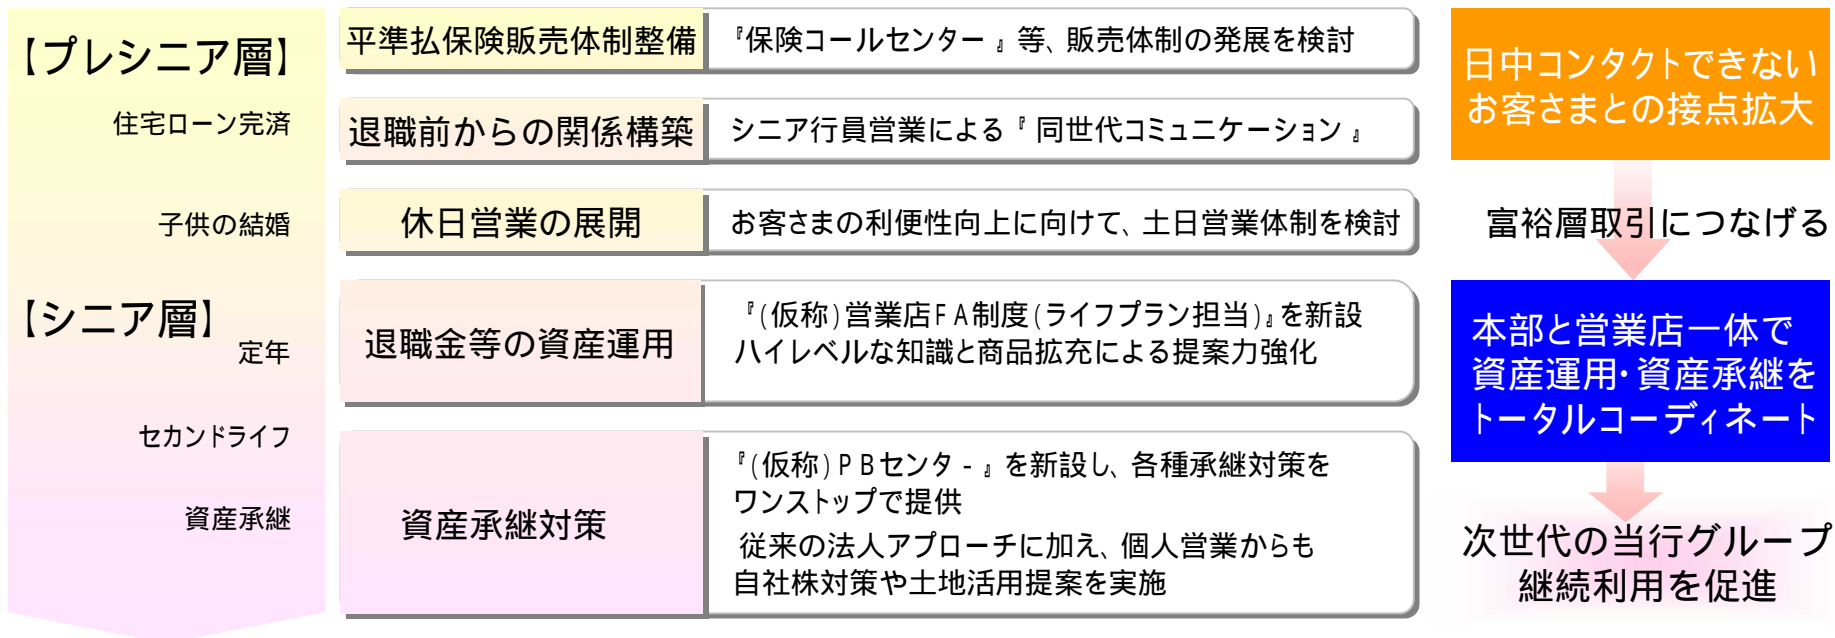 【プレシニア層】
住宅ローン完済
子供の結婚
【シニア層】
定年
セカンドライフ
資産承継
平準払保険販売体制整備
『保険コールセンター 』等、販売体制の発展を検討
退職前からの関係構築
シニア行員営業による『 同世代コミュニケーション 』
休日営業の展開
お客さまの利便性向上に向けて、土日営業体制を検討
退職金等の資産運用
『(仮称)営業店FA制度(ライフプラン担当)』を新設
ハイレベルな知識と商品拡充による提案力強化
資産承継対策
『(仮称)PBセンタ-』を新設し、各種承継対策を
ワンストップで提供
従来の法人アプローチに加え、個人営業からも
自社株対策や土地活用提案を実施
日中コンタクトできない
お客さまとの接点拡大
富裕層取引につなげる
本部と営業店一体で
資産運用・資産承継を
トータルコーディネート
次世代の当行グループ
継続利用を促進